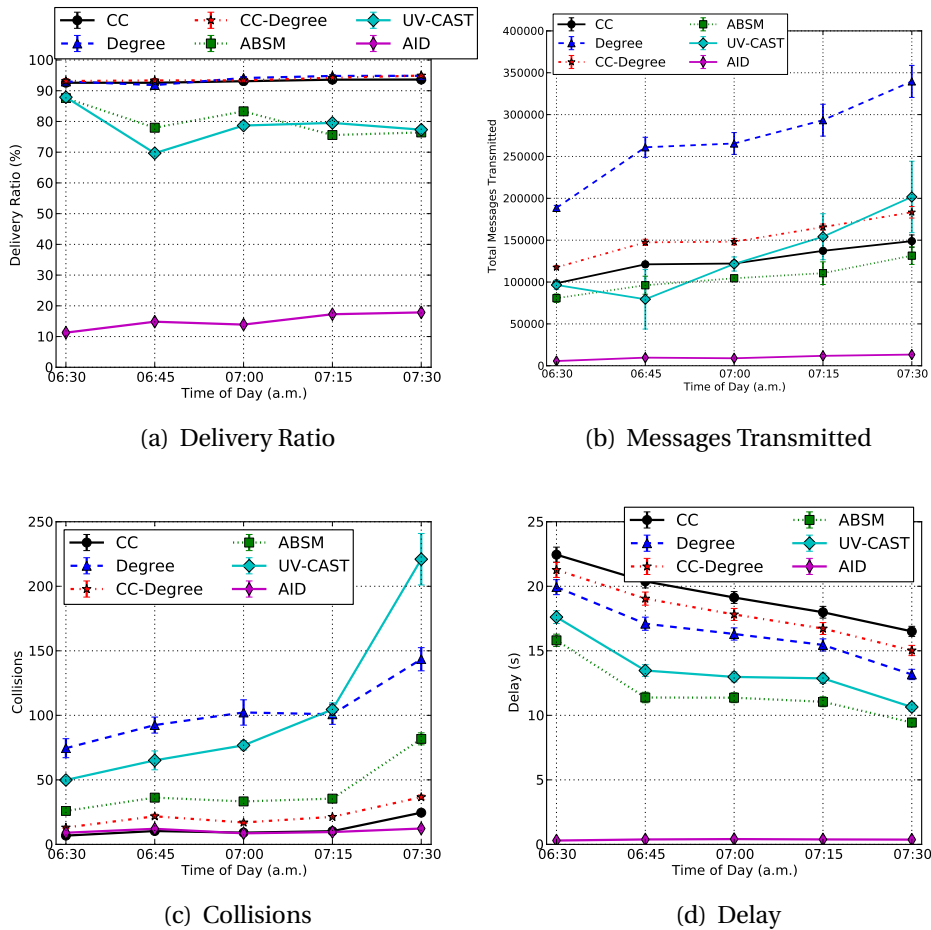 CC
CC-Degree
UV-CAST
Degree
ABSM
AID
100
90
80
70
60
50
40
30
20
10
0
Delivery Ratio (%)
06:30 06:45 07:00 07:15 07:30
Time of Day (a.m.)
(a) Delivery Ratio
CC
ABSM
Degree
UV-CAST
CC-Degree
AID
400000
350000
300000
250000
200000
150000
100000
50000
0
Total Messages Transmitted
06:30 06:45 07:00 07:15 07:30
Time of Day (a.m.)
(b) Messages Transmitted
CC
ABSM
Degree
UV-CAST
CC-Degree
AID
250
200
150
100
50
0
Collisions
06:30 06:45 07:00 07:15 07:30
Time of Day (a.m.)
(c) Collisions
CC
ABSM
Degree
UV-CAST
CC-Degree
AID
25
20
15
10
5
0
Delay (s)
06:30 06:45 07:00 07:15 07:30
Time of Day (a.m.)
(d) Delay